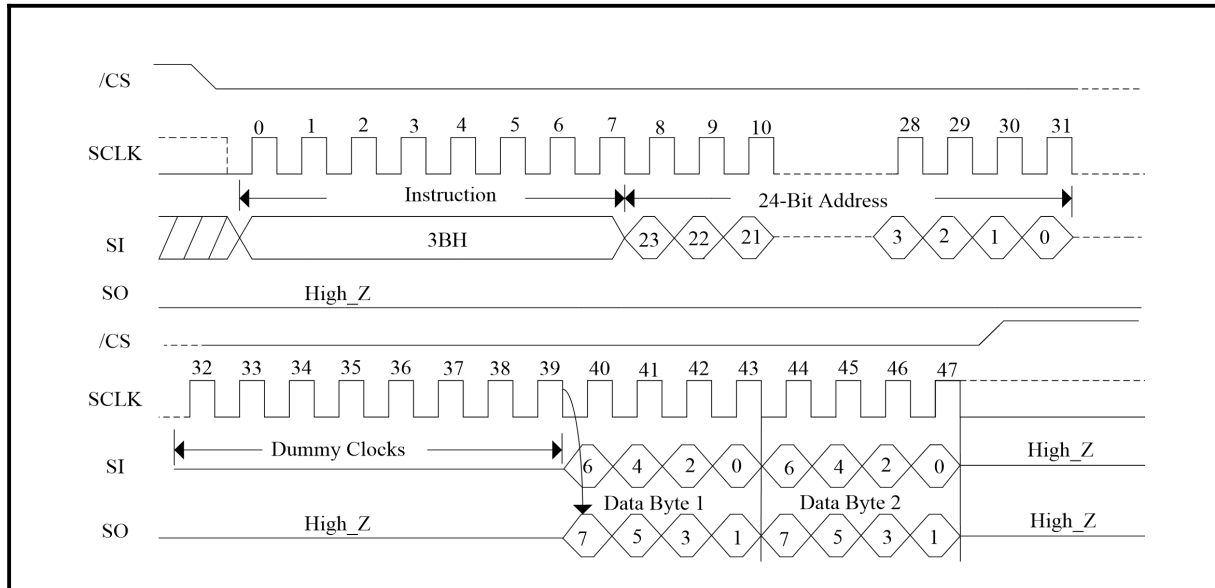 /CS
0 1 2 3 4 5 6 7 8 9 10 28 29 30 31
SCLK
Instruction 24-Bit Address
SI 3BH 23 22 21 3 2 1 0
SO High_Z
/CS
32 33 34 35 36 37 38 39 40 41 42 43 44 45 46 47
SCLK
Dummy Clocks
SI 6 4 2 0 6 4 2 0 High_Z
Data Byte 1 Data Byte 2
SO High_Z 7 5 3 1 7 5 3 1 High_Z